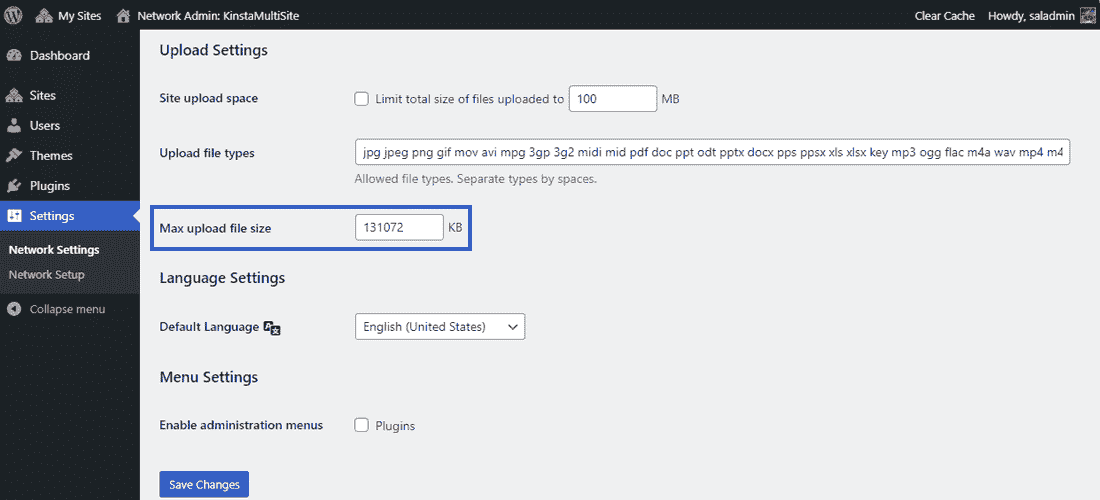 My Sites Network Admin: KinstaMultiSite Clear Cache Howdy, saladmin
Dashboard
Sites
Users
Themes
Plugins
Settings
Network Settings
Network Setup
Collapse menu
Upload Settings
Site upload space Limit total size of files uploaded to 100 MB
Upload file types jpg jpeg png gif mov avi mpg 3gp 3g2 midi mid pdf doc ppt odt pptx docx pps ppsx xls xlsx key mp3 ogg flac m4a wav mp4 m4
Allowed file types. Separate types by spaces.
Max upload file size 131072 KB
Language Settings
Default Language English (United States)
Menu Settings
Enable administration menus Plugins
Save Changes